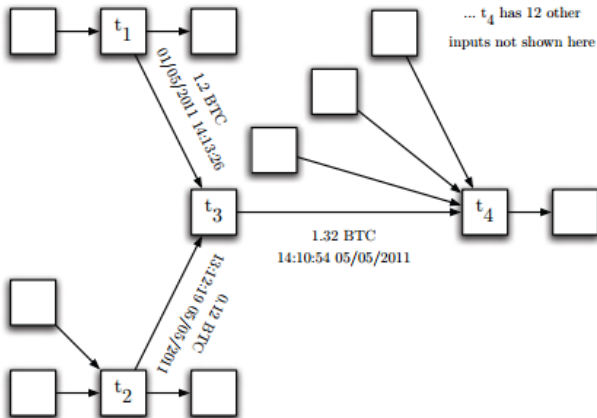 ... t4 has 12 other
inputs not shown here
t1
1.2 BTC
01/05/2011 14:13:26
t3
t4
1.32 BTC
14:10:54 05/05/2011
13:12:19 05/05/2011
0.12 BTC
t2